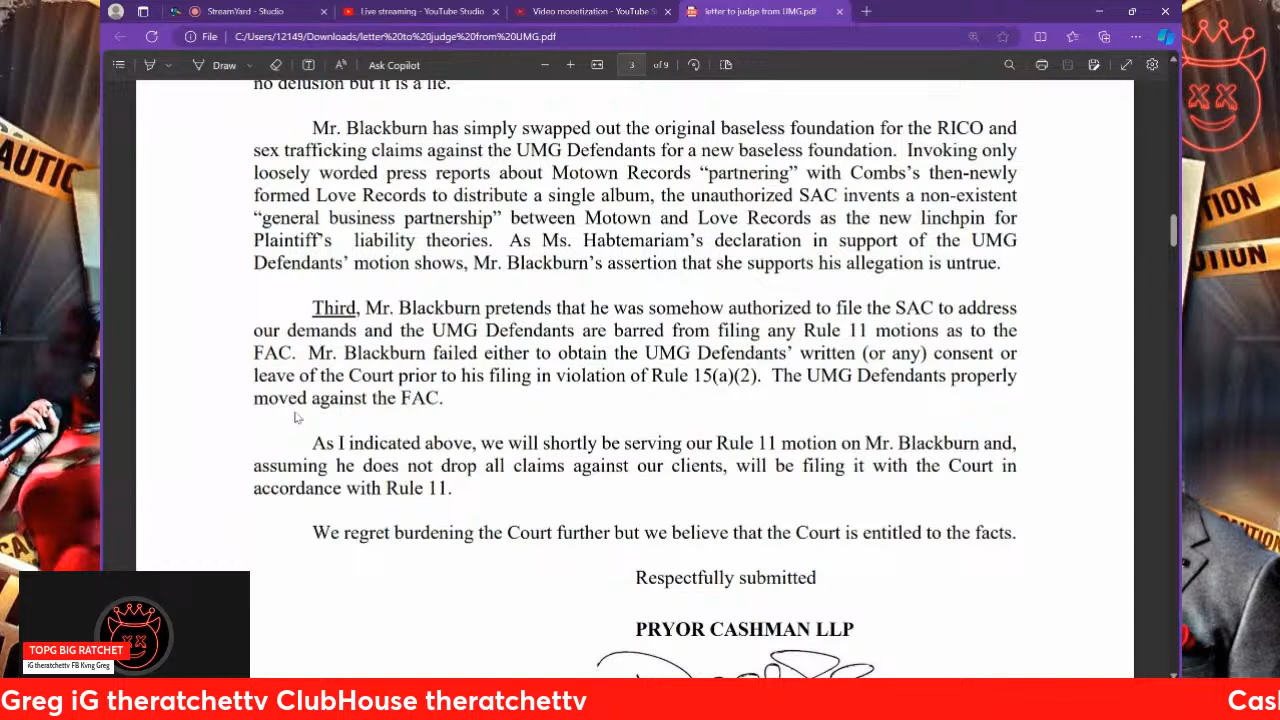 StreamYard - Studio
Live streaming - YouTube Studio
Video monetization - YouTube S
letter to judge from UMG.pdf
File
C:/Users/12149/Downloads/letter%20to%20judge%20from%20UMG.pdf
Draw
Ask Copilot
3 of 9
no delusion but it is a lie.
Mr. Blackburn has simply swapped out the original baseless foundation for the RICO and
sex trafficking claims against the UMG Defendants for a new baseless foundation. Invoking only
loosely worded press reports about Motown Records “partnering” with Combs’s then-newly
formed Love Records to distribute a single album, the unauthorized SAC invents a non-existent
“general business partnership” between Motown and Love Records as the new linchpin for
Plaintiff’s liability theories. As Ms. Habtemariam’s declaration in support of the UMG
Defendants’ motion shows, Mr. Blackburn’s assertion that she supports his allegation is untrue.
Third, Mr. Blackburn pretends that he was somehow authorized to file the SAC to address
our demands and the UMG Defendants are barred from filing any Rule 11 motions as to the
FAC. Mr. Blackburn failed either to obtain the UMG Defendants’ written (or any) consent or
leave of the Court prior to his filing in violation of Rule 15(a)(2). The UMG Defendants properly
moved against the FAC.
As I indicated above, we will shortly be serving our Rule 11 motion on Mr. Blackburn and,
assuming he does not drop all claims against our clients, will be filing it with the Court in
accordance with Rule 11.
We regret burdening the Court further but we believe that the Court is entitled to the facts.
Respectfully submitted
PRYOR CASHMAN LLP
CAUTION
TION
UTION
TOPG BIG RATCHET
iG theratchettv FB Kvng Greg
Greg iG theratchettv ClubHouse theratchettv
Cas